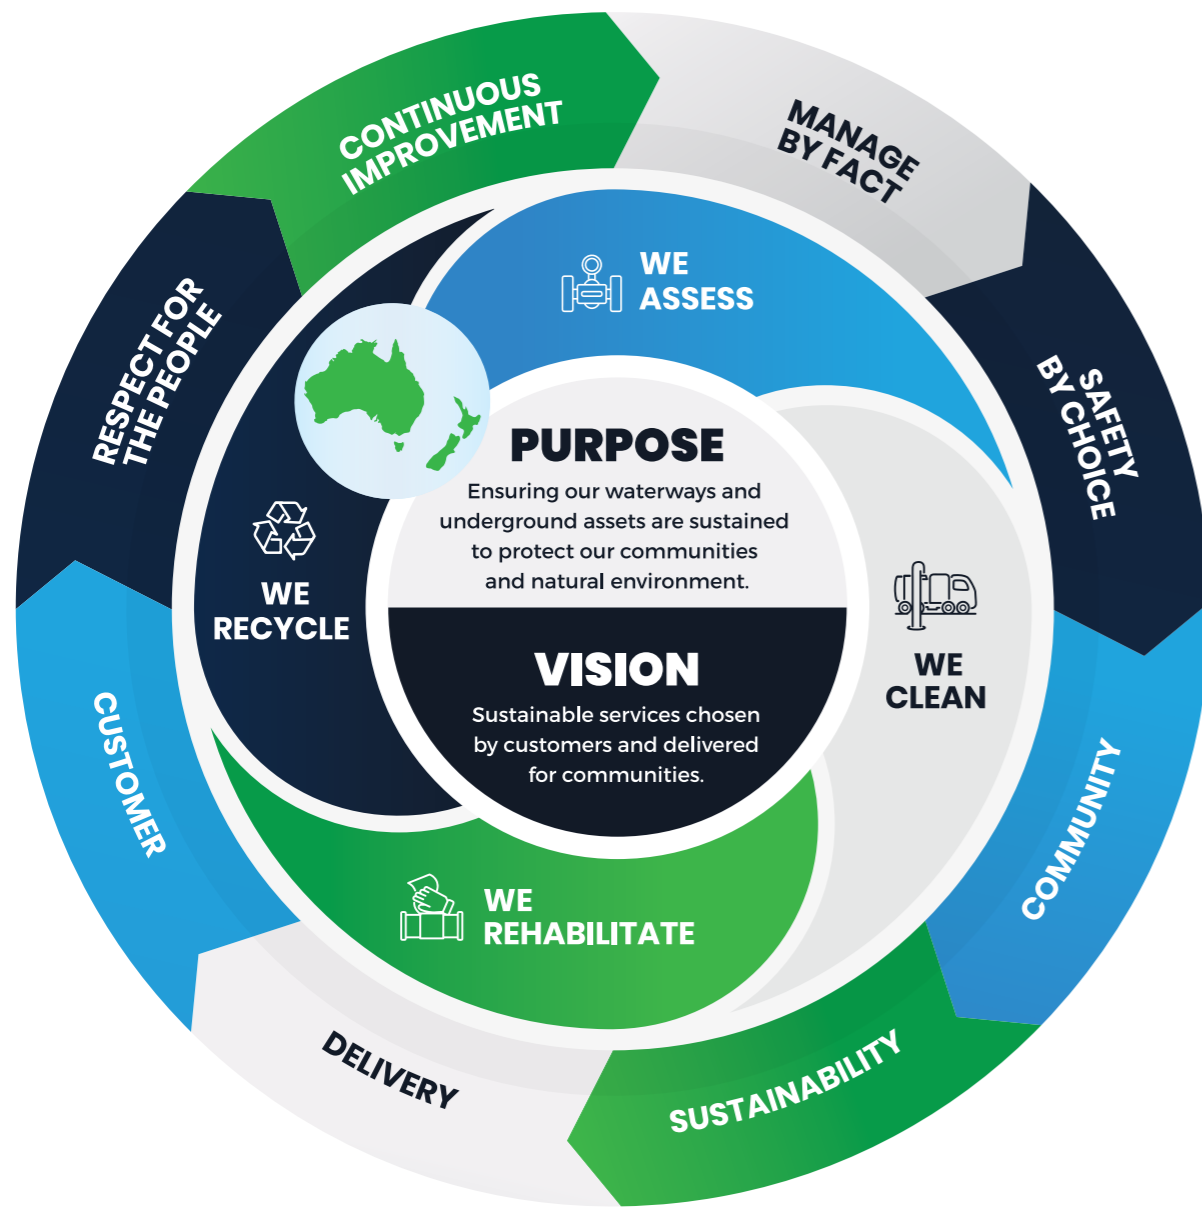 CONTINUOUS
IMPROVEMENT
MANAGE
BY FACT
SAFETY
BY CHOICE
COMMUNITY
SUSTAINABILITY
DELIVERY
CUSTOMER
RESPECT FOR
THE PEOPLE
WE
ASSESS
WE
CLEAN
WE
REHABILITATE
WE
RECYCLE
PURPOSE
Ensuring our waterways and
underground assets are sustained
to protect our communities
and natural environment.
VISION
Sustainable services chosen
by customers and delivered
for communities.